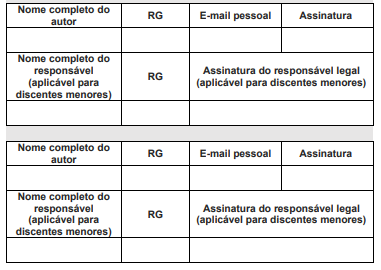 Nome completo do
autor
RG
E-mail pessoal
Assinatura
Nome completo do
responsável
(aplicável para
discentes menores)
RG
Assinatura do responsável legal
(aplicável para discentes menores)
Nome completo do
autor
RG
E-mail pessoal
Assinatura
Nome completo do
responsável
(aplicável para
discentes menores)
RG
Assinatura do responsável legal
(aplicável para discentes menores)